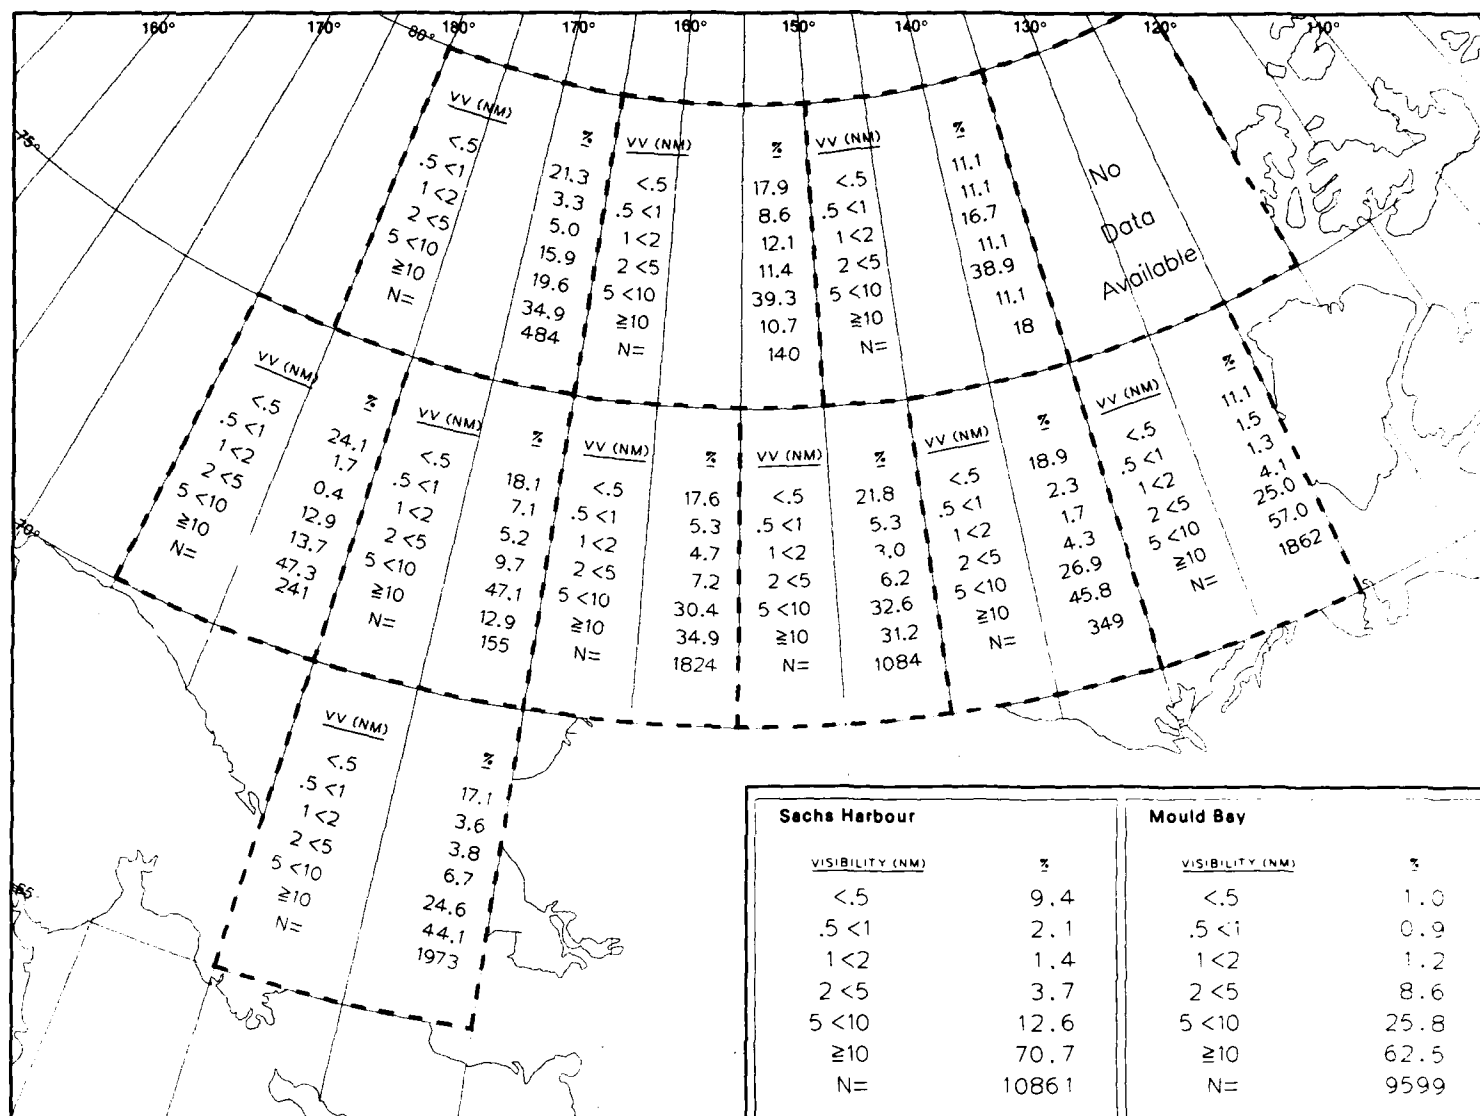 160° 170° 180° 170° 160° 150° 140° 130° 120° 110°
80°
75°
70°
65
VV (NM) %
<.5 21.3
.5 <1 3.3
1 <2 5.0
2 <5 15.9
5 <10 19.6
≥10 34.9
N= 484
VV (NM) %
<.5 17.9
.5 <1 8.6
1 <2 12.1
2 <5 11.4
5 <10 39.3
≥10 10.7
N= 140
VV (NM) %
<.5 11.1
.5 <1 11.1
1 <2 16.7
2 <5 11.1
5 <10 38.9
≥10 11.1
N= 18
No
Data
Available
VV (NM) %
<.5 24.1
.5 <1 1.7
1 <2 0.4
2 <5 12.9
5 <10 13.7
≥10 47.3
N= 241
VV (NM) %
<.5 18.1
.5 <1 7.1
1 <2 5.2
2 <5 9.7
5 <10 47.1
≥10 12.9
N= 155
VV (NM) %
<.5 17.6
.5 <1 5.3
1 <2 4.7
2 <5 7.2
5 <10 30.4
≥10 34.9
N= 1824
VV (NM) %
<.5 21.8
.5 <1 5.3
1 <2 3.0
2 <5 6.2
5 <10 32.6
≥10 31.2
N= 1084
VV (NM) %
<.5 18.9
.5 <1 2.3
1 <2 1.7
2 <5 4.3
5 <10 26.9
≥10 45.8
N= 349
VV (NM) %
<.5 11.1
.5 <1 1.5
1 <2 1.3
2 <5 4.1
5 <10 25.0
≥10 57.0
N= 1862
VV (NM) %
<.5 17.1
.5 <1 3.6
1 <2 3.8
2 <5 6.7
5 <10 24.6
≥10 44.1
N= 1973
Sachs Harbour
VISIBILITY (NM) %
<.5 9.4
.5 <1 2.1
1<2 1.4
2 <5 3.7
5 <10 12.6
≥10 70.7
N= 10861
Mould Bay
VISIBILITY (NM) %
<.5 1.0
.5 <1 0.9
1<2 1.2
2 <5 8.6
5 <10 25.8
≥10 62.5
N= 9599